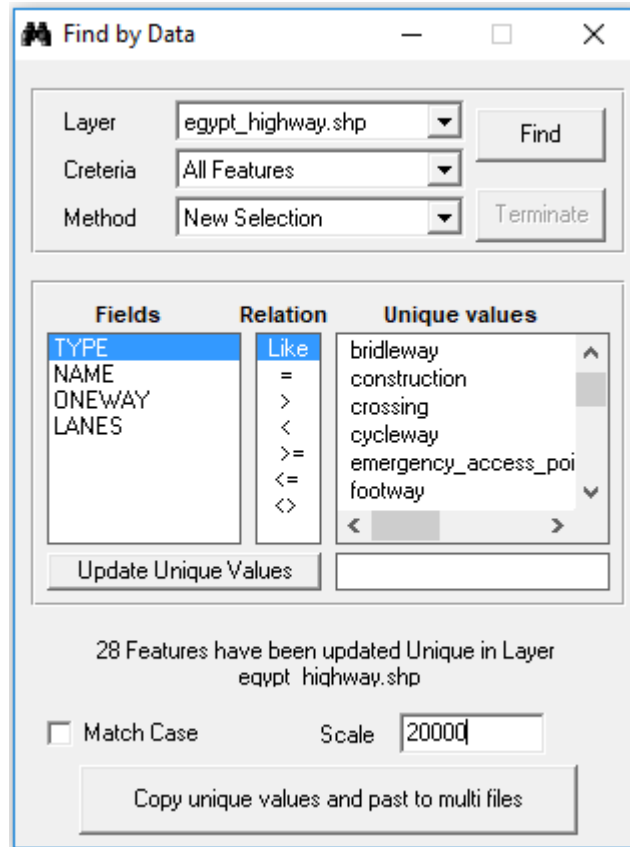 Find by Data
Layer
egypt_highway.shp
Find
Creteria
All Features
Method
New Selection
Terminate
Fields
Relation
Unique values
TYPE
NAME
ONEWAY
LANES
Like
=
>
<
>=
<=
<>
bridleway
construction
crossing
cycleway
emergency_access_poi
footway
Update Unique Values
28 Features have been updated Unique in Layer
egypt_highway.shp
Match Case
Scale
20000
Copy unique values and past to multi files